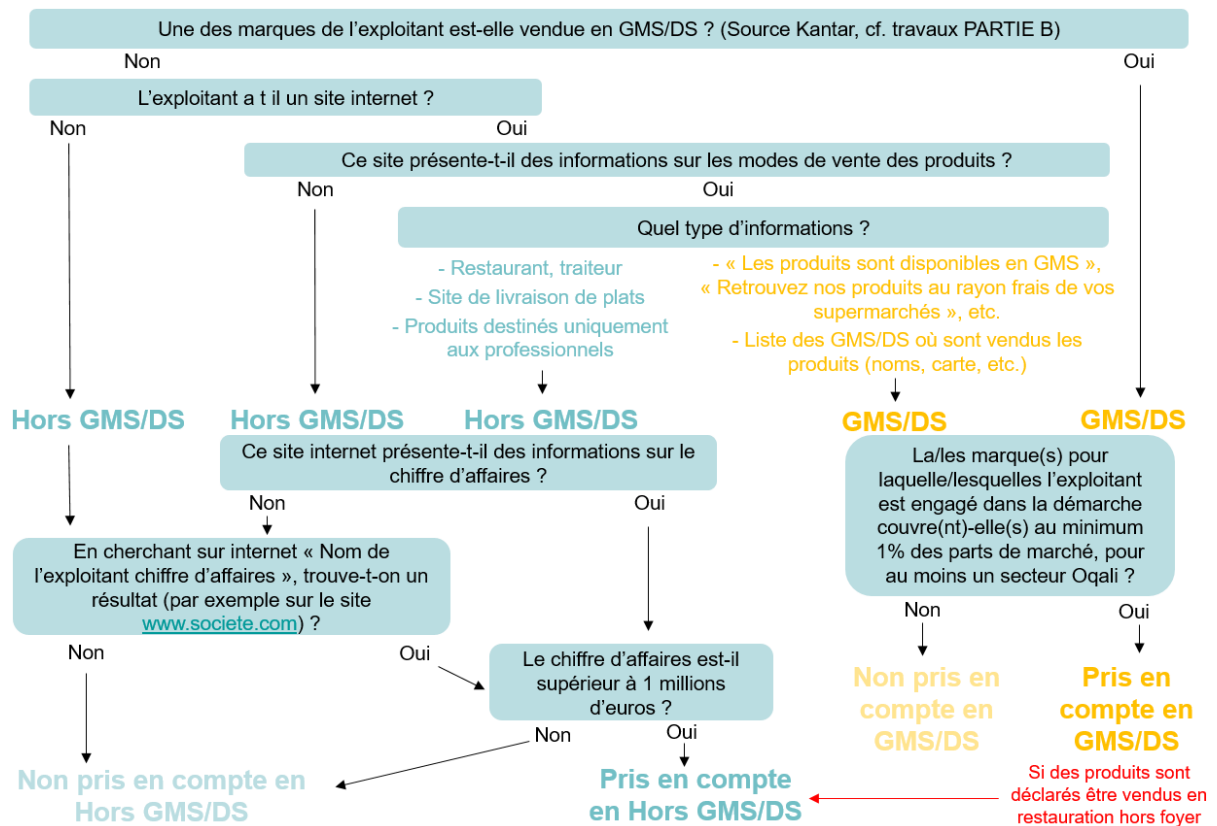 Une des marques de l'exploitant est-elle vendue en GMS/DS ? (Source Kantar, cf. travaux PARTIE B)
Non
Oui
L'exploitant a t il un site internet ?
Non
Oui
Ce site présente-t-il des informations sur les modes de vente des produits ?
Non
Oui
Quel type d'informations ?
- Restaurant, traiteur
- Site de livraison de plats
- Produits destinés uniquement
aux professionnels
- « Les produits sont disponibles en GMS »,
« Retrouvez nos produits au rayon frais de vos
supermarchés », etc.
- Liste des GMS/DS où sont vendus les
produits (noms, carte, etc.)
Hors GMS/DS
Hors GMS/DS
Hors GMS/DS
GMS/DS
GMS/DS
Ce site internet présente-t-il des informations sur le
chiffre d'affaires ?
Non
Oui
La/les marque(s) pour
laquelle/lesquelles l'exploitant
est engagé dans la démarche
couvre(nt)-elle(s) au minimum
1% des parts de marché, pour
au moins un secteur Oqali ?
Non
Oui
En cherchant sur internet « Nom de
l'exploitant chiffre d'affaires », trouve-t-on un
résultat (par exemple sur le site
www.societe.com) ?
Non
Oui
Le chiffre d'affaires est-il
supérieur à 1 millions
d'euros ?
Non
Oui
Non pris en
compte en
GMS/DS
Pris en
compte en
GMS/DS
Non pris en compte en
Hors GMS/DS
Pris en compte
en Hors GMS/DS
Si des produits sont
déclarés être vendus en
restauration hors foyer